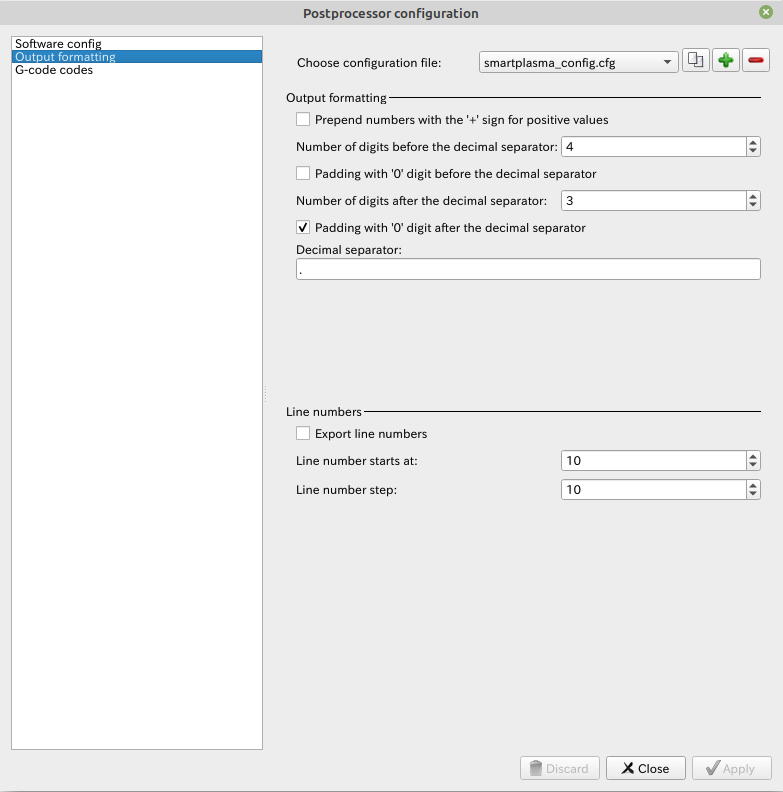 Postprocessor configuration
Software config
Output formatting
G-code codes
Choose configuration file: smartplasma_config.cfg
Output formatting
Prepend numbers with the '+' sign for positive values
Number of digits before the decimal separator: 4
Padding with '0' digit before the decimal separator
Number of digits after the decimal separator: 3
Padding with '0' digit after the decimal separator
Decimal separator:
.
Line numbers
Export line numbers
Line number starts at: 10
Line number step: 10
Discard Close Apply